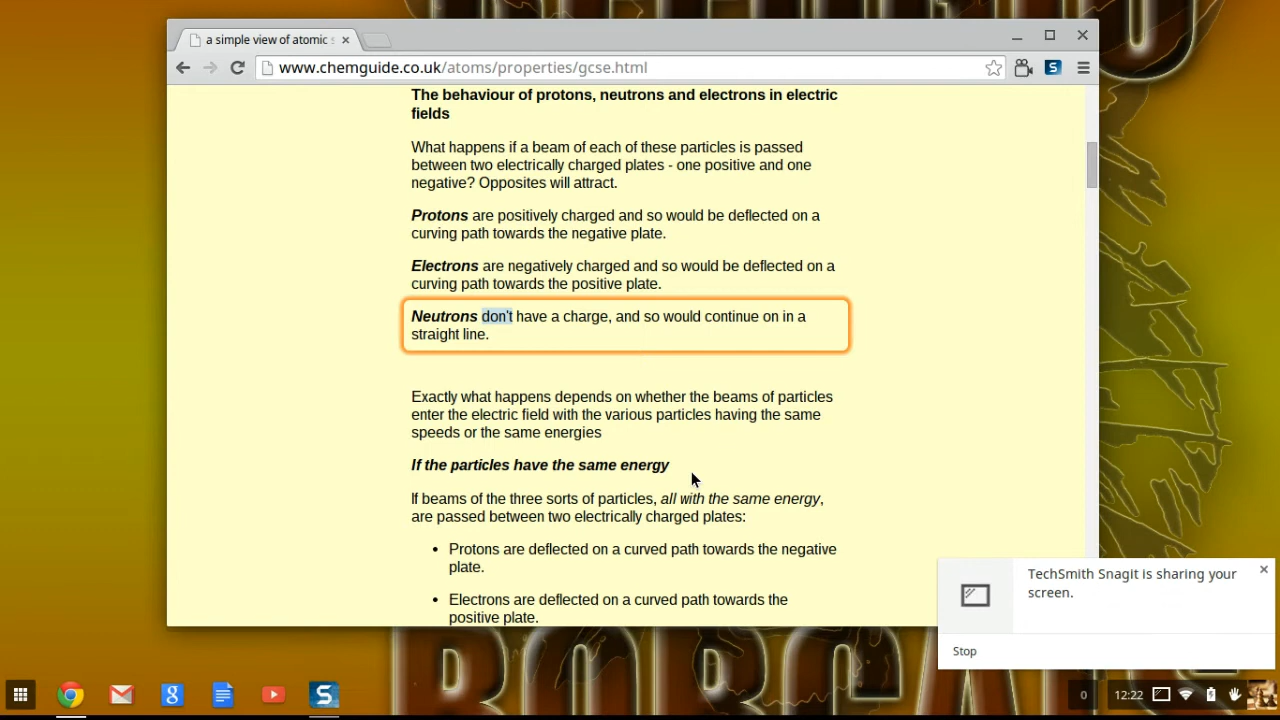 a simple view of atomic s
www.chemguide.co.uk/atoms/properties/gcse.html
The behaviour of protons, neutrons and electrons in electric
fields
What happens if a beam of each of these particles is passed
between two electrically charged plates - one positive and one
negative? Opposites will attract.
Protons are positively charged and so would be deflected on a
curving path towards the negative plate.
Electrons are negatively charged and so would be deflected on a
curving path towards the positive plate.
Neutrons don't have a charge, and so would continue on in a
straight line.
Exactly what happens depends on whether the beams of particles
enter the electric field with the various particles having the same
speeds or the same energies
If the particles have the same energy
If beams of the three sorts of particles, all with the same energy,
are passed between two electrically charged plates:
• Protons are deflected on a curved path towards the negative
plate.
• Electrons are deflected on a curved path towards the
positive plate.
TechSmith Snagit is sharing your
screen.
Stop
0
12:22